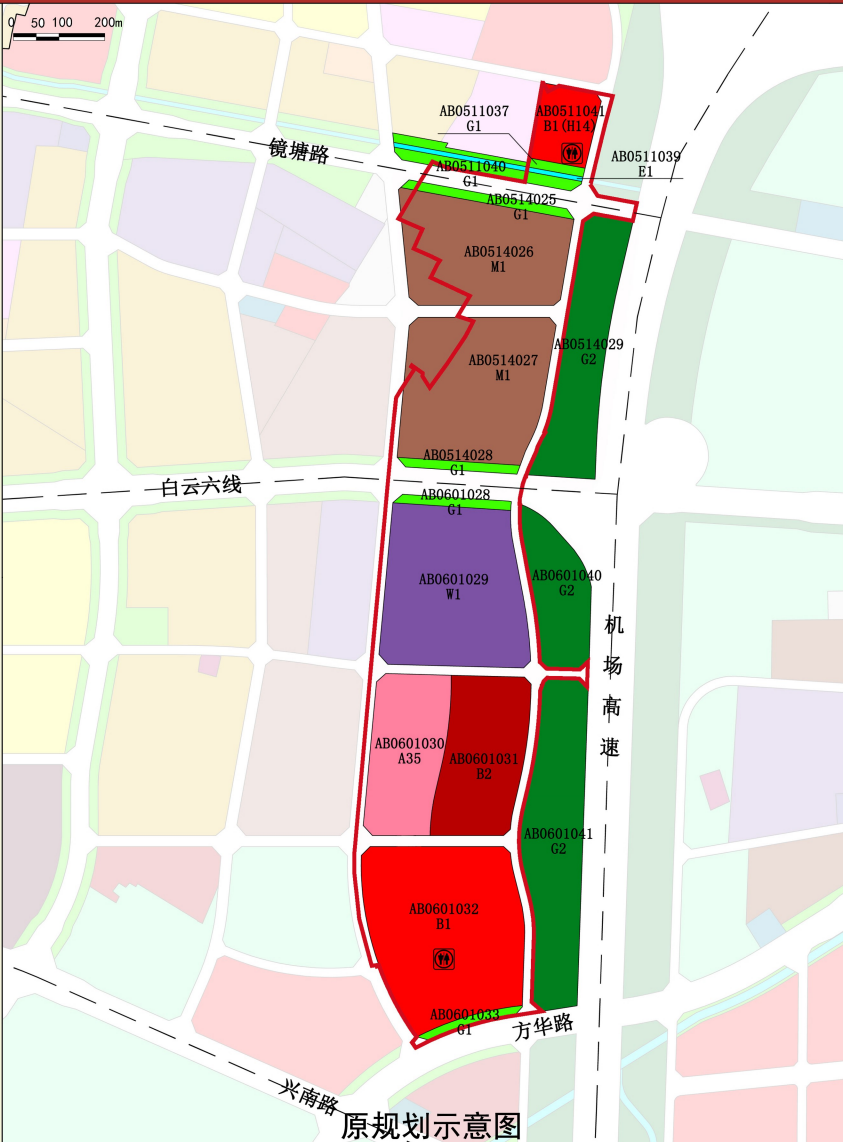 0 50 100 200m
AB0511037
G1
AB0511041
B1(H14)
镜塘路
AB0511039
E1
AB0511040
G1
AB0514025
G1
AB0514026
M1
AB0514029
G2
AB0514027
M1
AB0514028
G1
白云六线
AB0601028
G1
AB0601029
W1
AB0601040
G2
机
场
高
速
AB0601030
A35
AB0601031
B2
AB0601041
G2
AB0601032
B1
AB0601033
G1
方华路
兴南路
原规划示意图